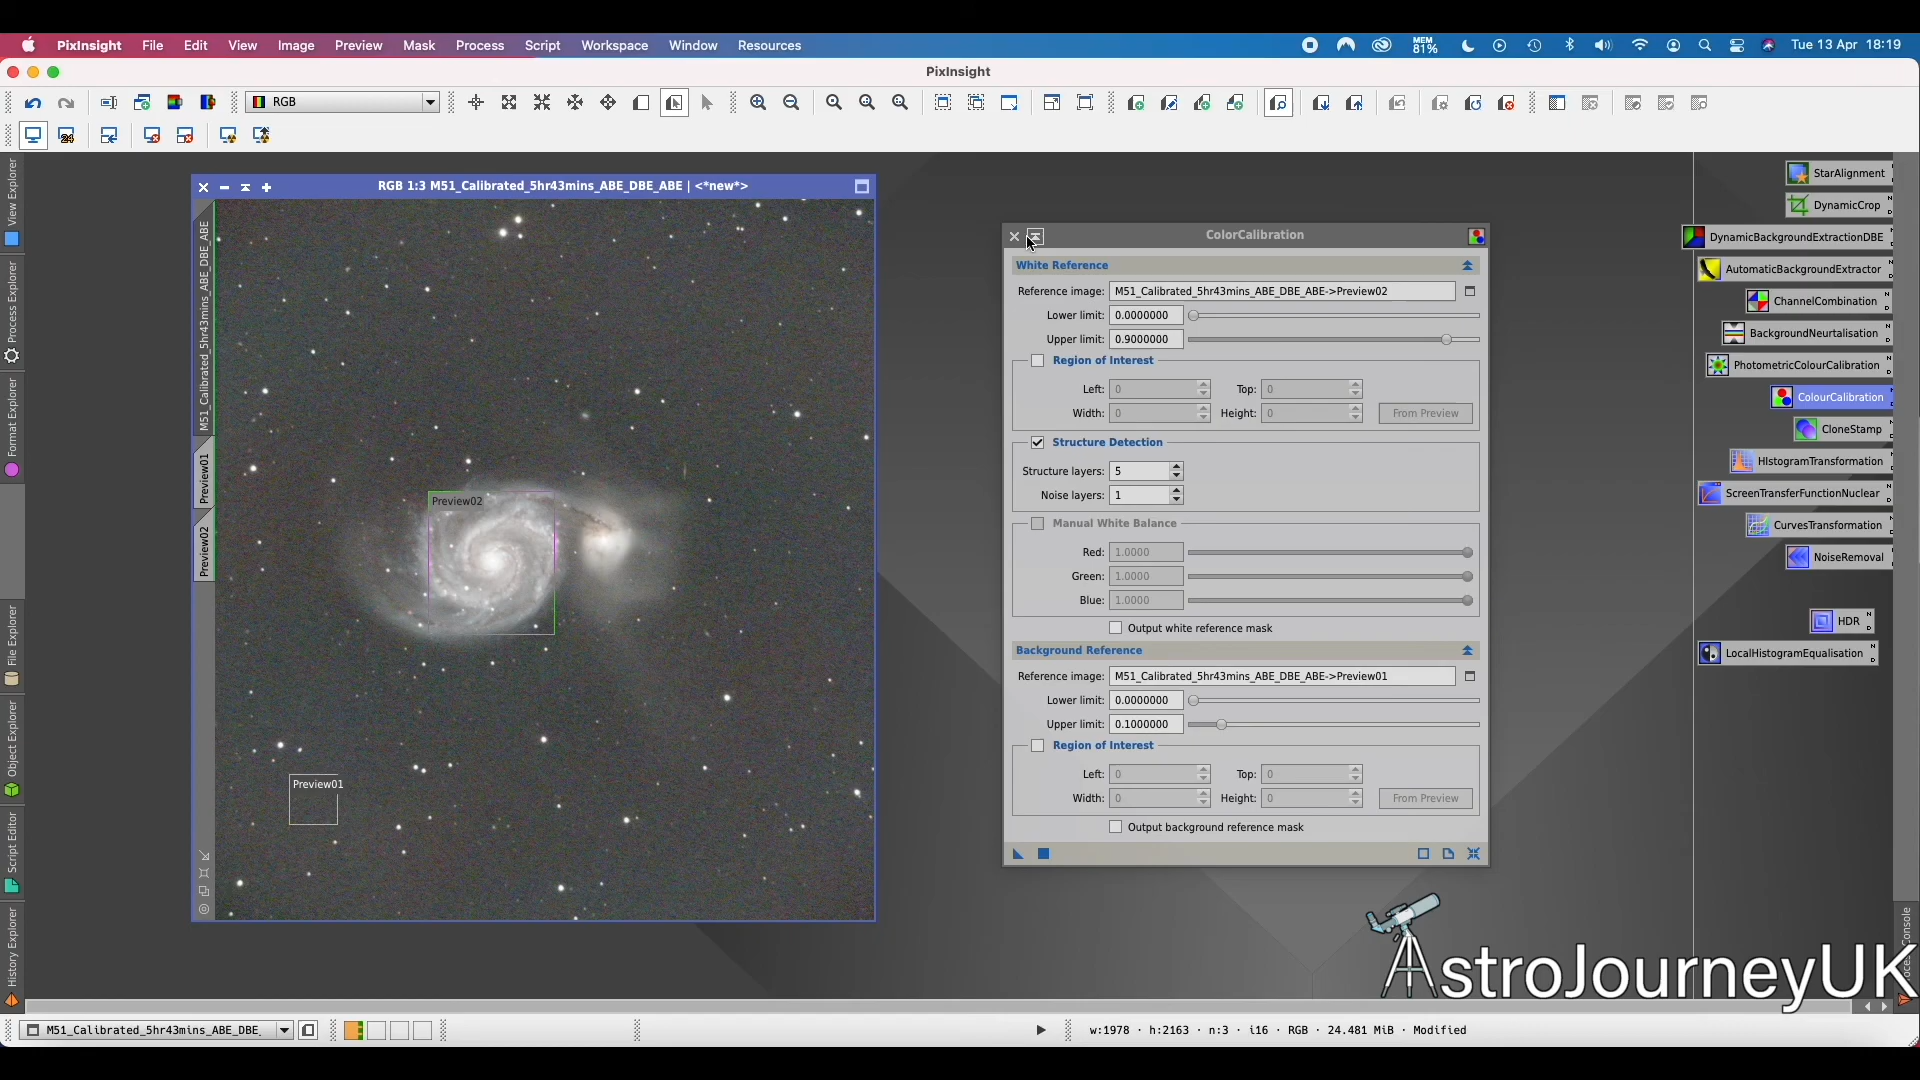 PixInsight File Edit View Image Preview Mask Process Script Workspace Window Resources
MEM 81%
Tue 13 Apr 18:19
PixInsight
RGB
24
View Explorer
Process Explorer
Format Explorer
File Explorer
Object Explorer
Script Editor
History Explorer
RGB 1:3 M51_Calibrated_5hr43mins_ABE_DBE_ABE | <*new*>
M51_Calibrated_5hr43mins_ABE_DBE_ABE
Preview01
Preview02
Preview02
Preview01
ColorCalibration
White Reference
Reference image: M51_Calibrated_5hr43mins_ABE_DBE_ABE->Preview02
Lower limit: 0.0000000
Upper limit: 0.9000000
Region of Interest
Left: 0 Top: 0
Width: 0 Height: 0 From Preview
Structure Detection
Structure layers: 5
Noise layers: 1
Manual White Balance
Red: 1.0000
Green: 1.0000
Blue: 1.0000
Output white reference mask
Background Reference
Reference image: M51_Calibrated_5hr43mins_ABE_DBE_ABE->Preview01
Lower limit: 0.0000000
Upper limit: 0.1000000
Region of Interest
Left: 0 Top: 0
Width: 0 Height: 0 From Preview
Output background reference mask
StarAlignment
DynamicCrop
DynamicBackgroundExtractionDBE
AutomaticBackgroundExtractor
ChannelCombination
BackgroundNeurtalisation
PhotometricColourCalibration
ColourCalibration
CloneStamp
HIstogramTransformation
ScreenTransferFunctionNuclear
CurvesTransformation
NoiseRemoval
HDR
LocalHistogramEqualisation
AstroJourneyUK
M51_Calibrated_5hr43mins_ABE_DBE_
w:1978 · h:2163 · n:3 · i16 · RGB · 24.481 MiB · Modified